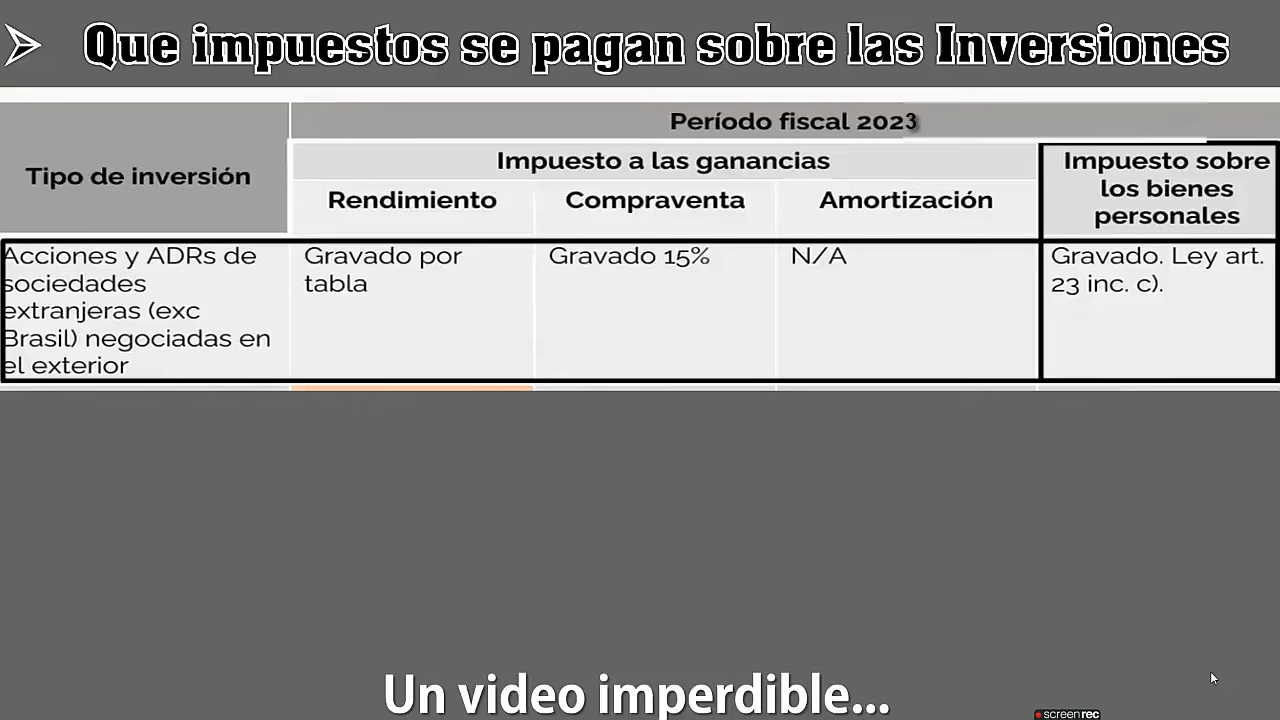 Que impuestos se pagan sobre las Inversiones
Período fiscal 2023
Tipo de inversión
Impuesto a las ganancias
Impuesto sobre
los bienes
personales
Rendimiento
Compraventa
Amortización
Acciones y ADRs de
sociedades
extranjeras (exc
Brasil) negociadas en
el exterior
Gravado por
tabla
Gravado 15%
N/A
Gravado. Ley art.
23 inc. c).
Un video imperdible...
screenrec